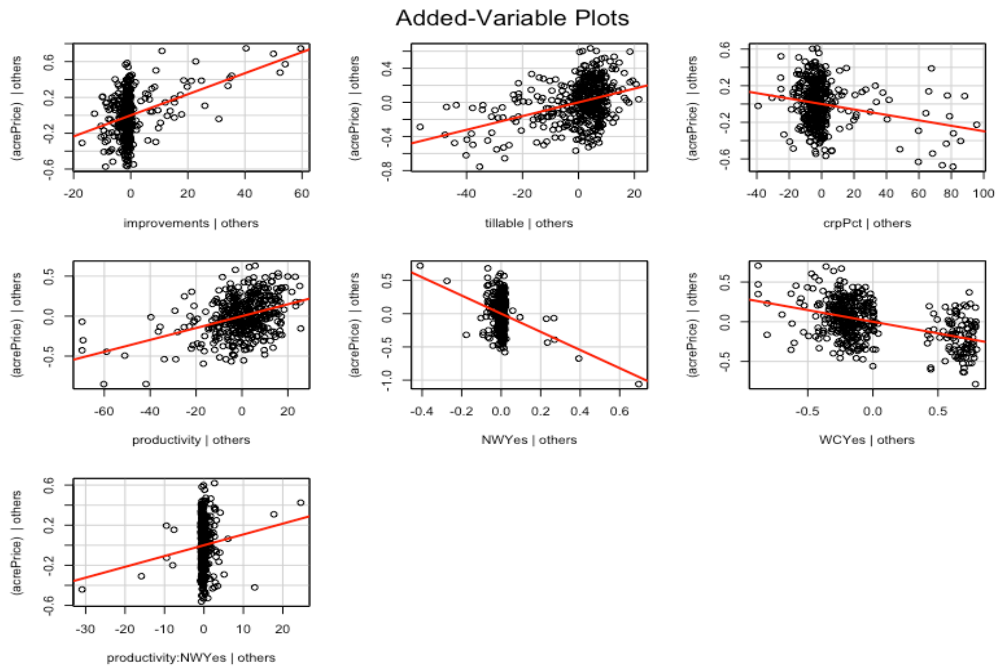 Added-Variable Plots
(acrePrice) | others
0.6
0.2
-0.2
-0.6
-20 0 20 40 60
improvements | others
(acrePrice) | others
0.4
0.0
-0.4
-0.8
-40 -20 0 20
tillable | others
(acrePrice) | others
0.6
0.2
-0.2
-0.6
-40 -20 0 20 40 60 80 100
crpPct | others
(acrePrice) | others
0.5
0.0
-0.5
-60 -40 -20 0 20
productivity | others
(acrePrice) | others
0.5
0.0
-0.5
-1.0
-0.4 -0.2 0.0 0.2 0.4 0.6
NWYes | others
(acrePrice) | others
0.5
0.0
-0.5
-0.5 0.0 0.5
WCYes | others
(acrePrice) | others
0.6
0.2
-0.2
-0.6
-30 -20 -10 0 10 20
productivity:NWYes | others